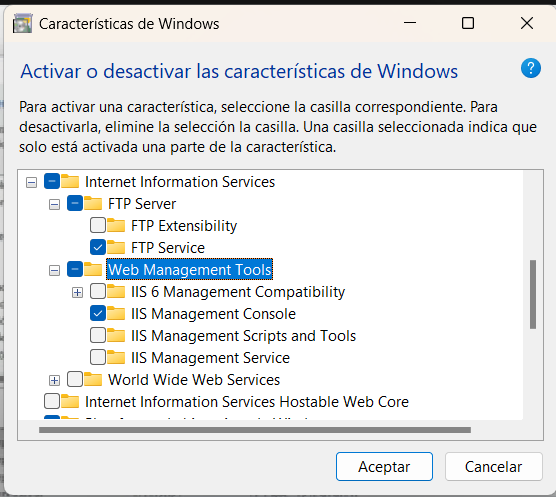 Características de Windows
Activar o desactivar las características de Windows
?
Para activar una característica, seleccione la casilla correspondiente. Para
desactivarla, elimine la selección la casilla. Una casilla seleccionada indica que
solo está activada una parte de la característica.
Internet Information Services
FTP Server
FTP Extensibility
FTP Service
Web Management Tools
IIS 6 Management Compatibility
IIS Management Console
IIS Management Scripts and Tools
IIS Management Service
World Wide Web Services
Internet Information Services Hostable Web Core
Aceptar
Cancelar